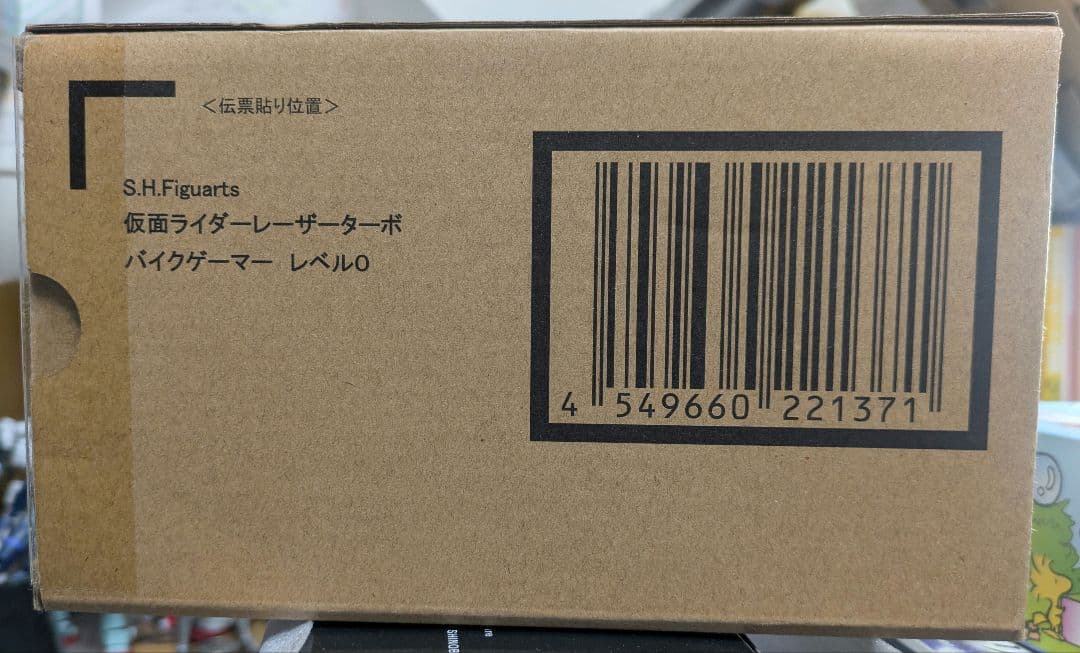 ＜伝票貼り位置＞
S.H.Figuarts
仮面ライダーレーザーターボ
バイクゲーマー レベル0
4 549660 221371